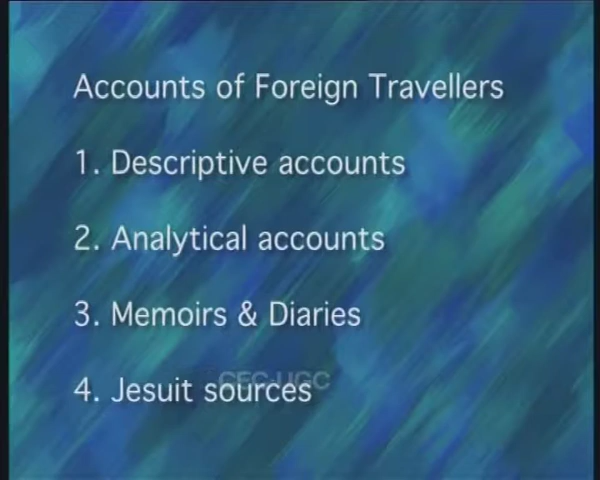 Accounts of Foreign Travellers
1. Descriptive accounts
2. Analytical accounts
3. Memoirs & Diaries
CEC-UGC
4. Jesuit sources